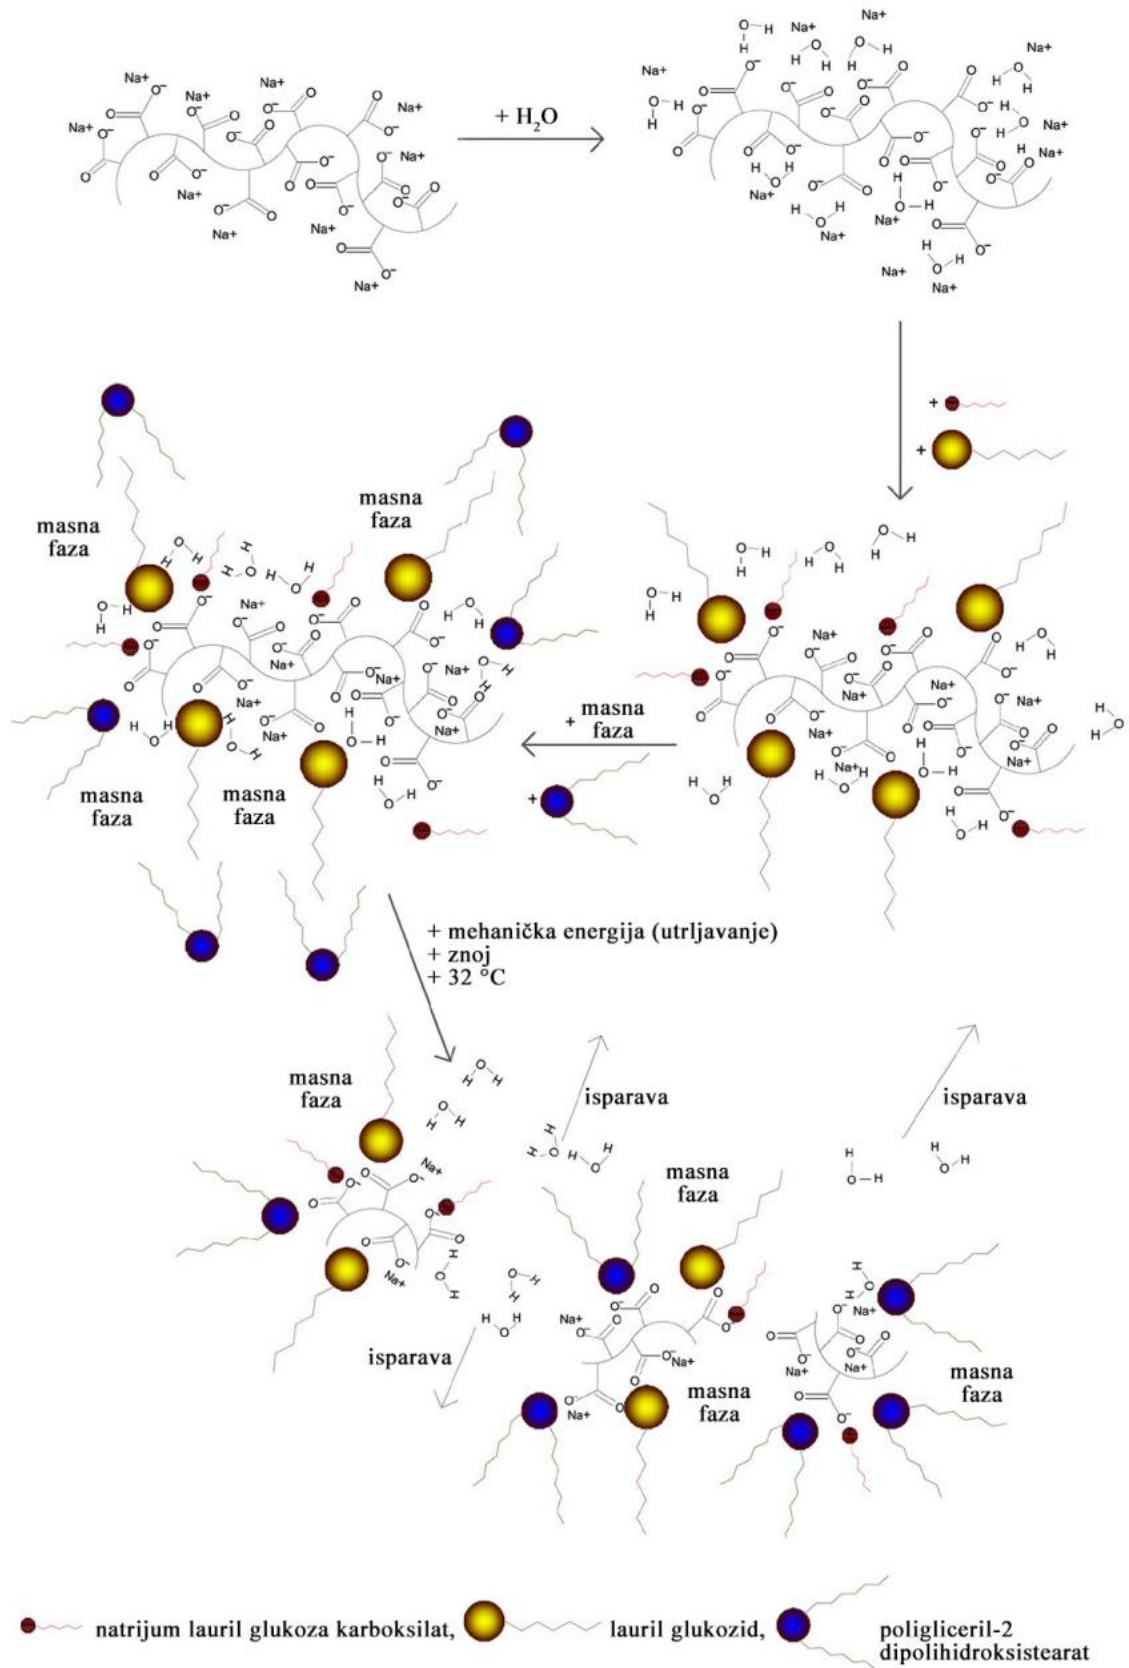 + H₂O
+
+
masna
faza
masna
faza
+ masna
faza
+
masna
faza
masna
faza
+ mehanička energija (utrljavanje)
+ znoj
+ 32 °C
masna
faza
isparava
isparava
masna
faza
isparava
masna
faza
masna
faza
natrijum lauril glukoza karboksilat,
lauril glukozid,
poligliceril-2
dipolihidroksistearat